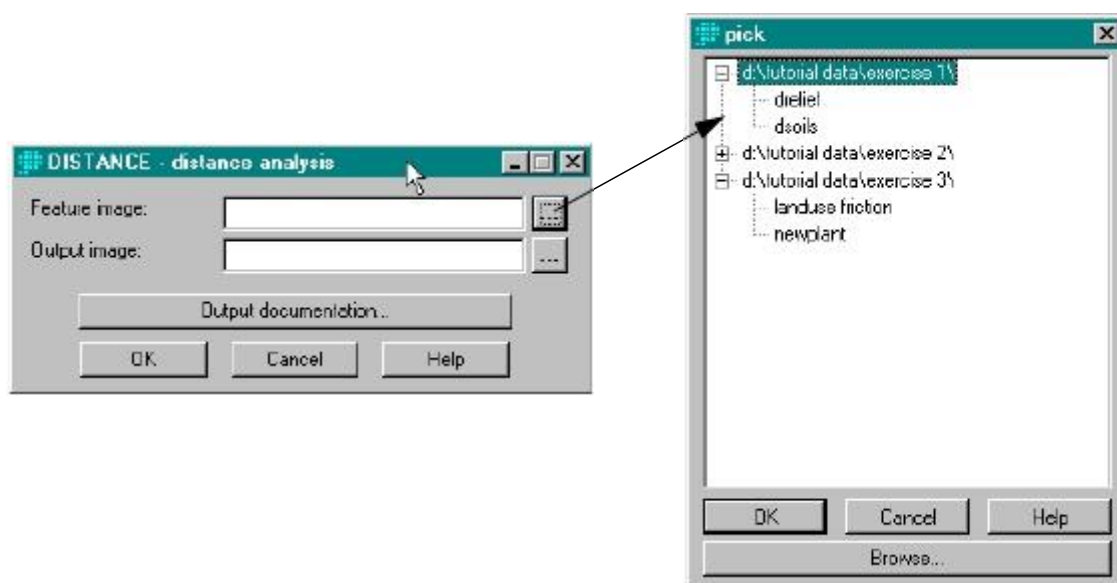 DISTANCE - distance analysis
Feature image:
...
Output image:
...
Output documentation...
OK
Cancel
Help
pick
d:\tutorial data\exercise 1\
drelief
dsoils
d:\tutorial data\exercise 2\
d:\tutorial data\exercise 3\
landuse friction
newplant
OK
Cancel
Help
Browse...